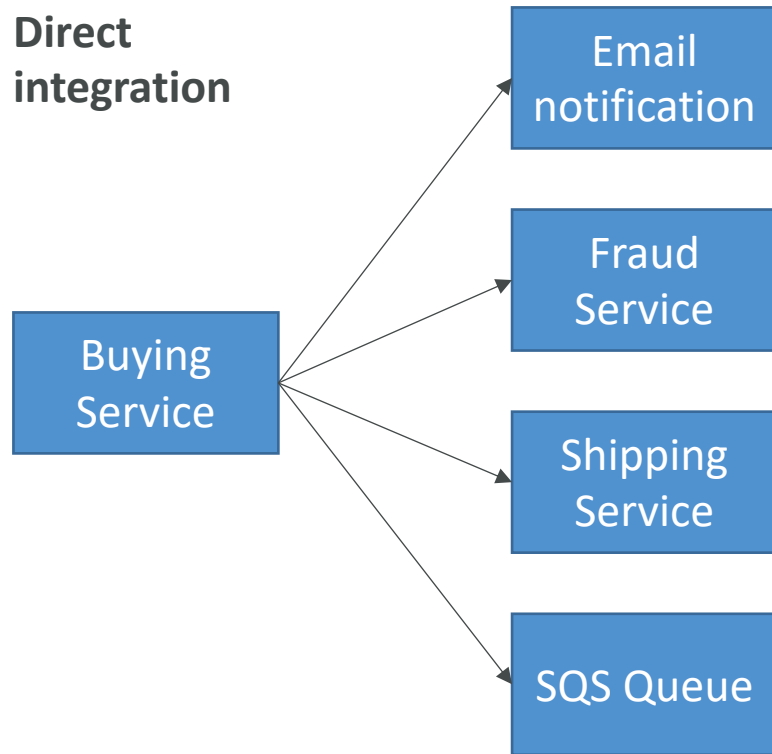 Direct
integration
Email
notification
Fraud
Service
Buying
Service
Shipping
Service
SQS Queue